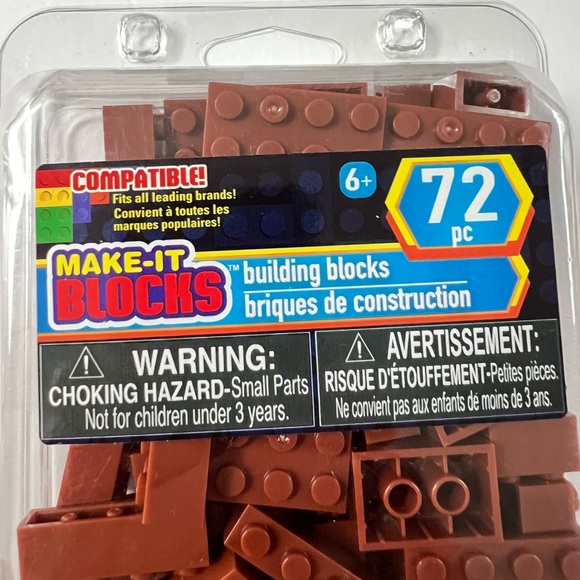 COMPATIBLE!
Fits all leading brands!
Convient à toutes les
marques populaires!
6+
72
pc
MAKE-IT
BLOCKS™
building blocks
briques de construction
WARNING:
CHOKING HAZARD-Small Parts
Not for children under 3 years.
AVERTISSEMENT:
RISQUE D'ÉTOUFFEMENT-Petites pièces.
Ne convient pas aux enfants de moins de 3 ans.